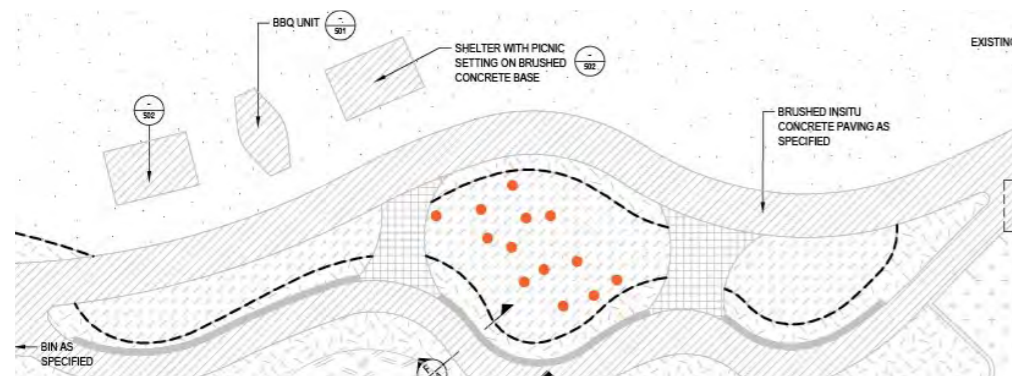 BBQ UNIT
-
501
SHELTER WITH PICNIC
SETTING ON BRUSHED
CONCRETE BASE
-
502
EXISTING
-
502
BRUSHED INSITU
CONCRETE PAVING AS
SPECIFIED
BIN AS
SPECIFIED